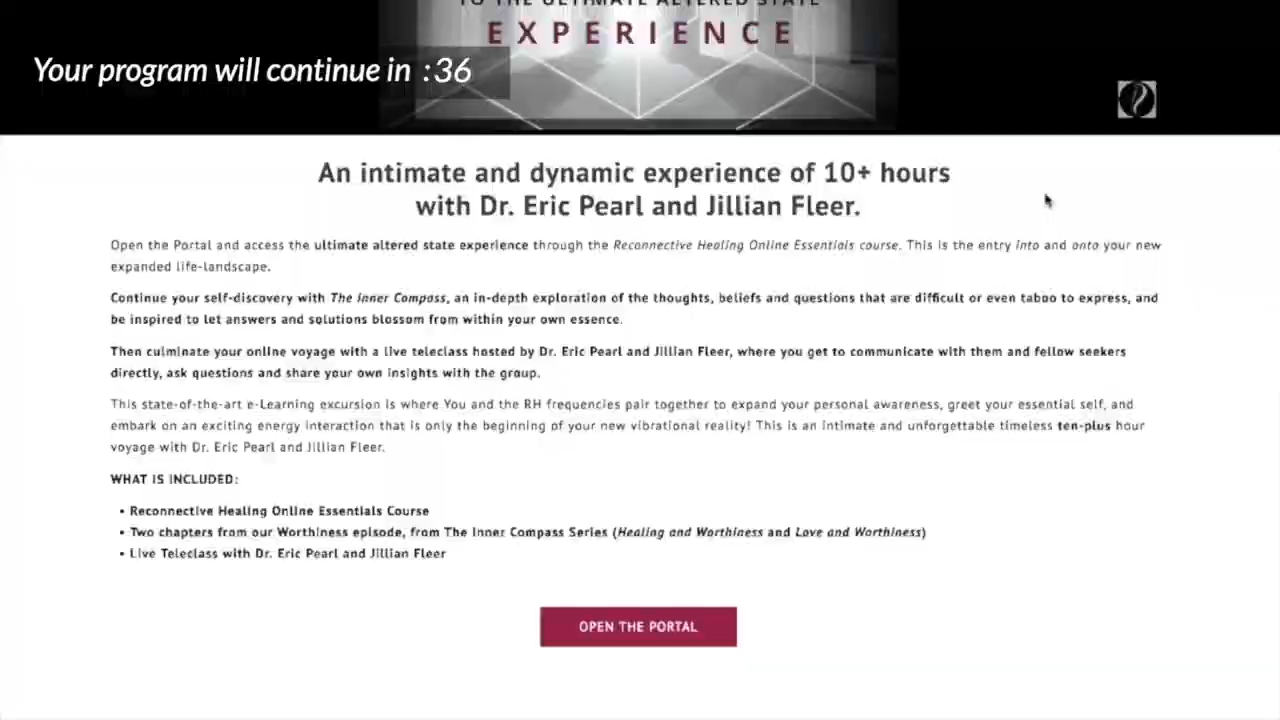 TO THE ULTIMATE ALTERED STATE
EXPERIENCE
Your program will continue in :36
An intimate and dynamic experience of 10+ hours
with Dr. Eric Pearl and Jillian Fleer.
Open the Portal and access the ultimate altered state experience through the Reconnective Healing Online Essentials course. This is the entry into and onto your new
expanded life-landscape.
Continue your self-discovery with The Inner Compass, an in-depth exploration of the thoughts, beliefs and questions that are difficult or even taboo to express, and
be inspired to let answers and solutions blossom from within your own essence.
Then culminate your online voyage with a live teleclass hosted by Dr. Eric Pearl and Jillian Fleer, where you get to communicate with them and fellow seekers
directly, ask questions and share your own insights with the group.
This state-of-the-art e-Learning excursion is where You and the RH frequencies pair together to expand your personal awareness, greet your essential self, and
embark on an exciting energy interaction that is only the beginning of your new vibrational reality! This is an intimate and unforgettable timeless ten-plus hour
voyage with Dr. Eric Pearl and Jillian Fleer.
WHAT IS INCLUDED:
• Reconnective Healing Online Essentials Course
• Two chapters from our Worthiness episode, from The Inner Compass Series (Healing and Worthiness and Love and Worthiness)
• Live Teleclass with Dr. Eric Pearl and Jillian Fleer
OPEN THE PORTAL